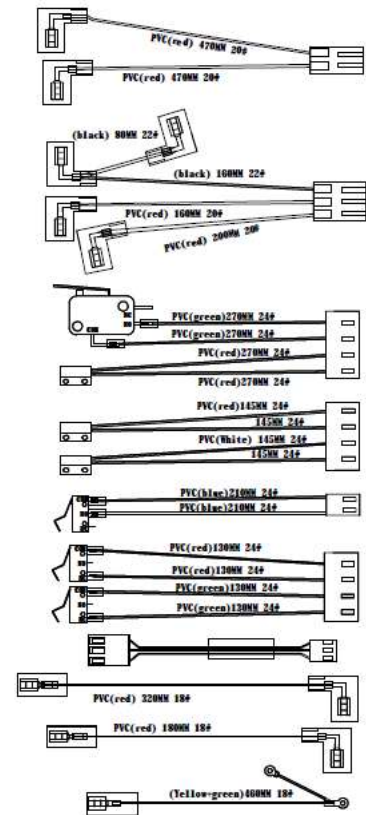 PVC(red) 470MM 20#
PVC(red) 470MM 20#
(black) 80MM 22#
(black) 160MM 22#
PVC(red) 160MM 20#
PVC(red) 200MM 20#
PVC(green)270MM 24#
PVC(green)270MM 24#
PVC(red)270MM 24#
PVC(red)270MM 24#
PVC(red)145MM 24#
145MM 24#
PVC(White) 145MM 24#
145MM 24#
PVC(blue)210MM 24#
PVC(blue)210MM 24#
PVC(red)130MM 24#
PVC(red)130MM 24#
PVC(green)130MM 24#
PVC(green)130MM 24#
PVC(red) 320MM 18#
PVC(red) 180MM 18#
(Yellow-green)460MM 18#